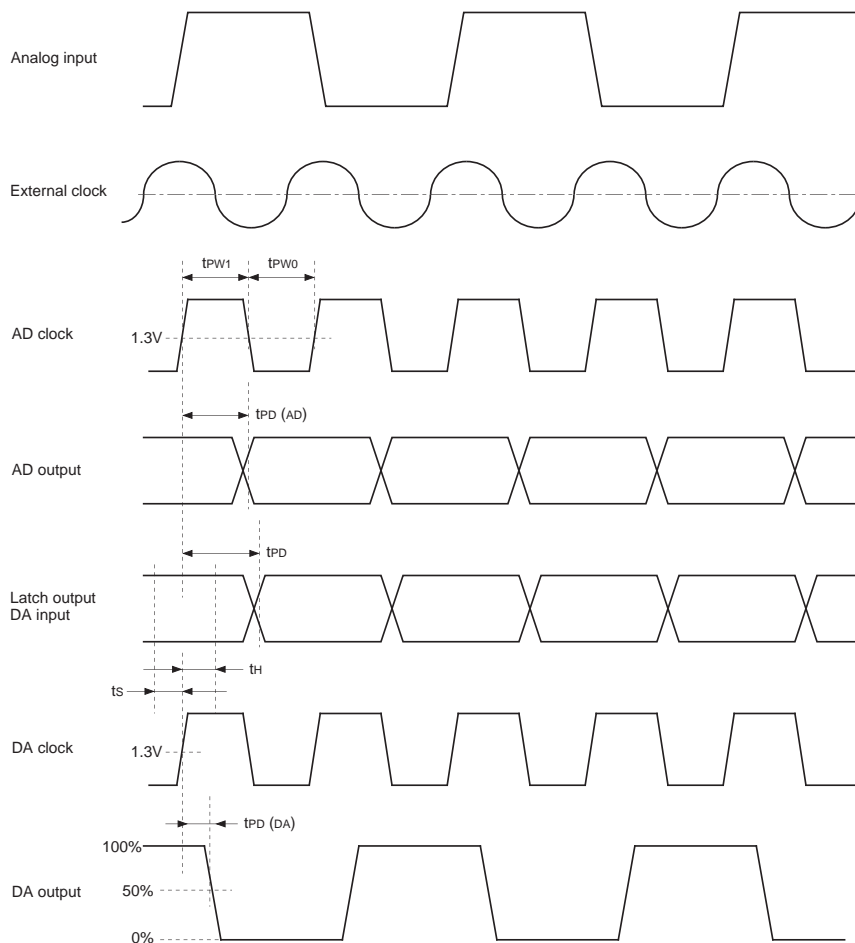 Analog input
External clock
tPW1 tPW0
AD clock
1.3V
tPD (AD)
AD output
tPD
Latch output
DA input
tH
tS
DA clock
1.3V
tPD (DA)
100%
DA output
50%
0%